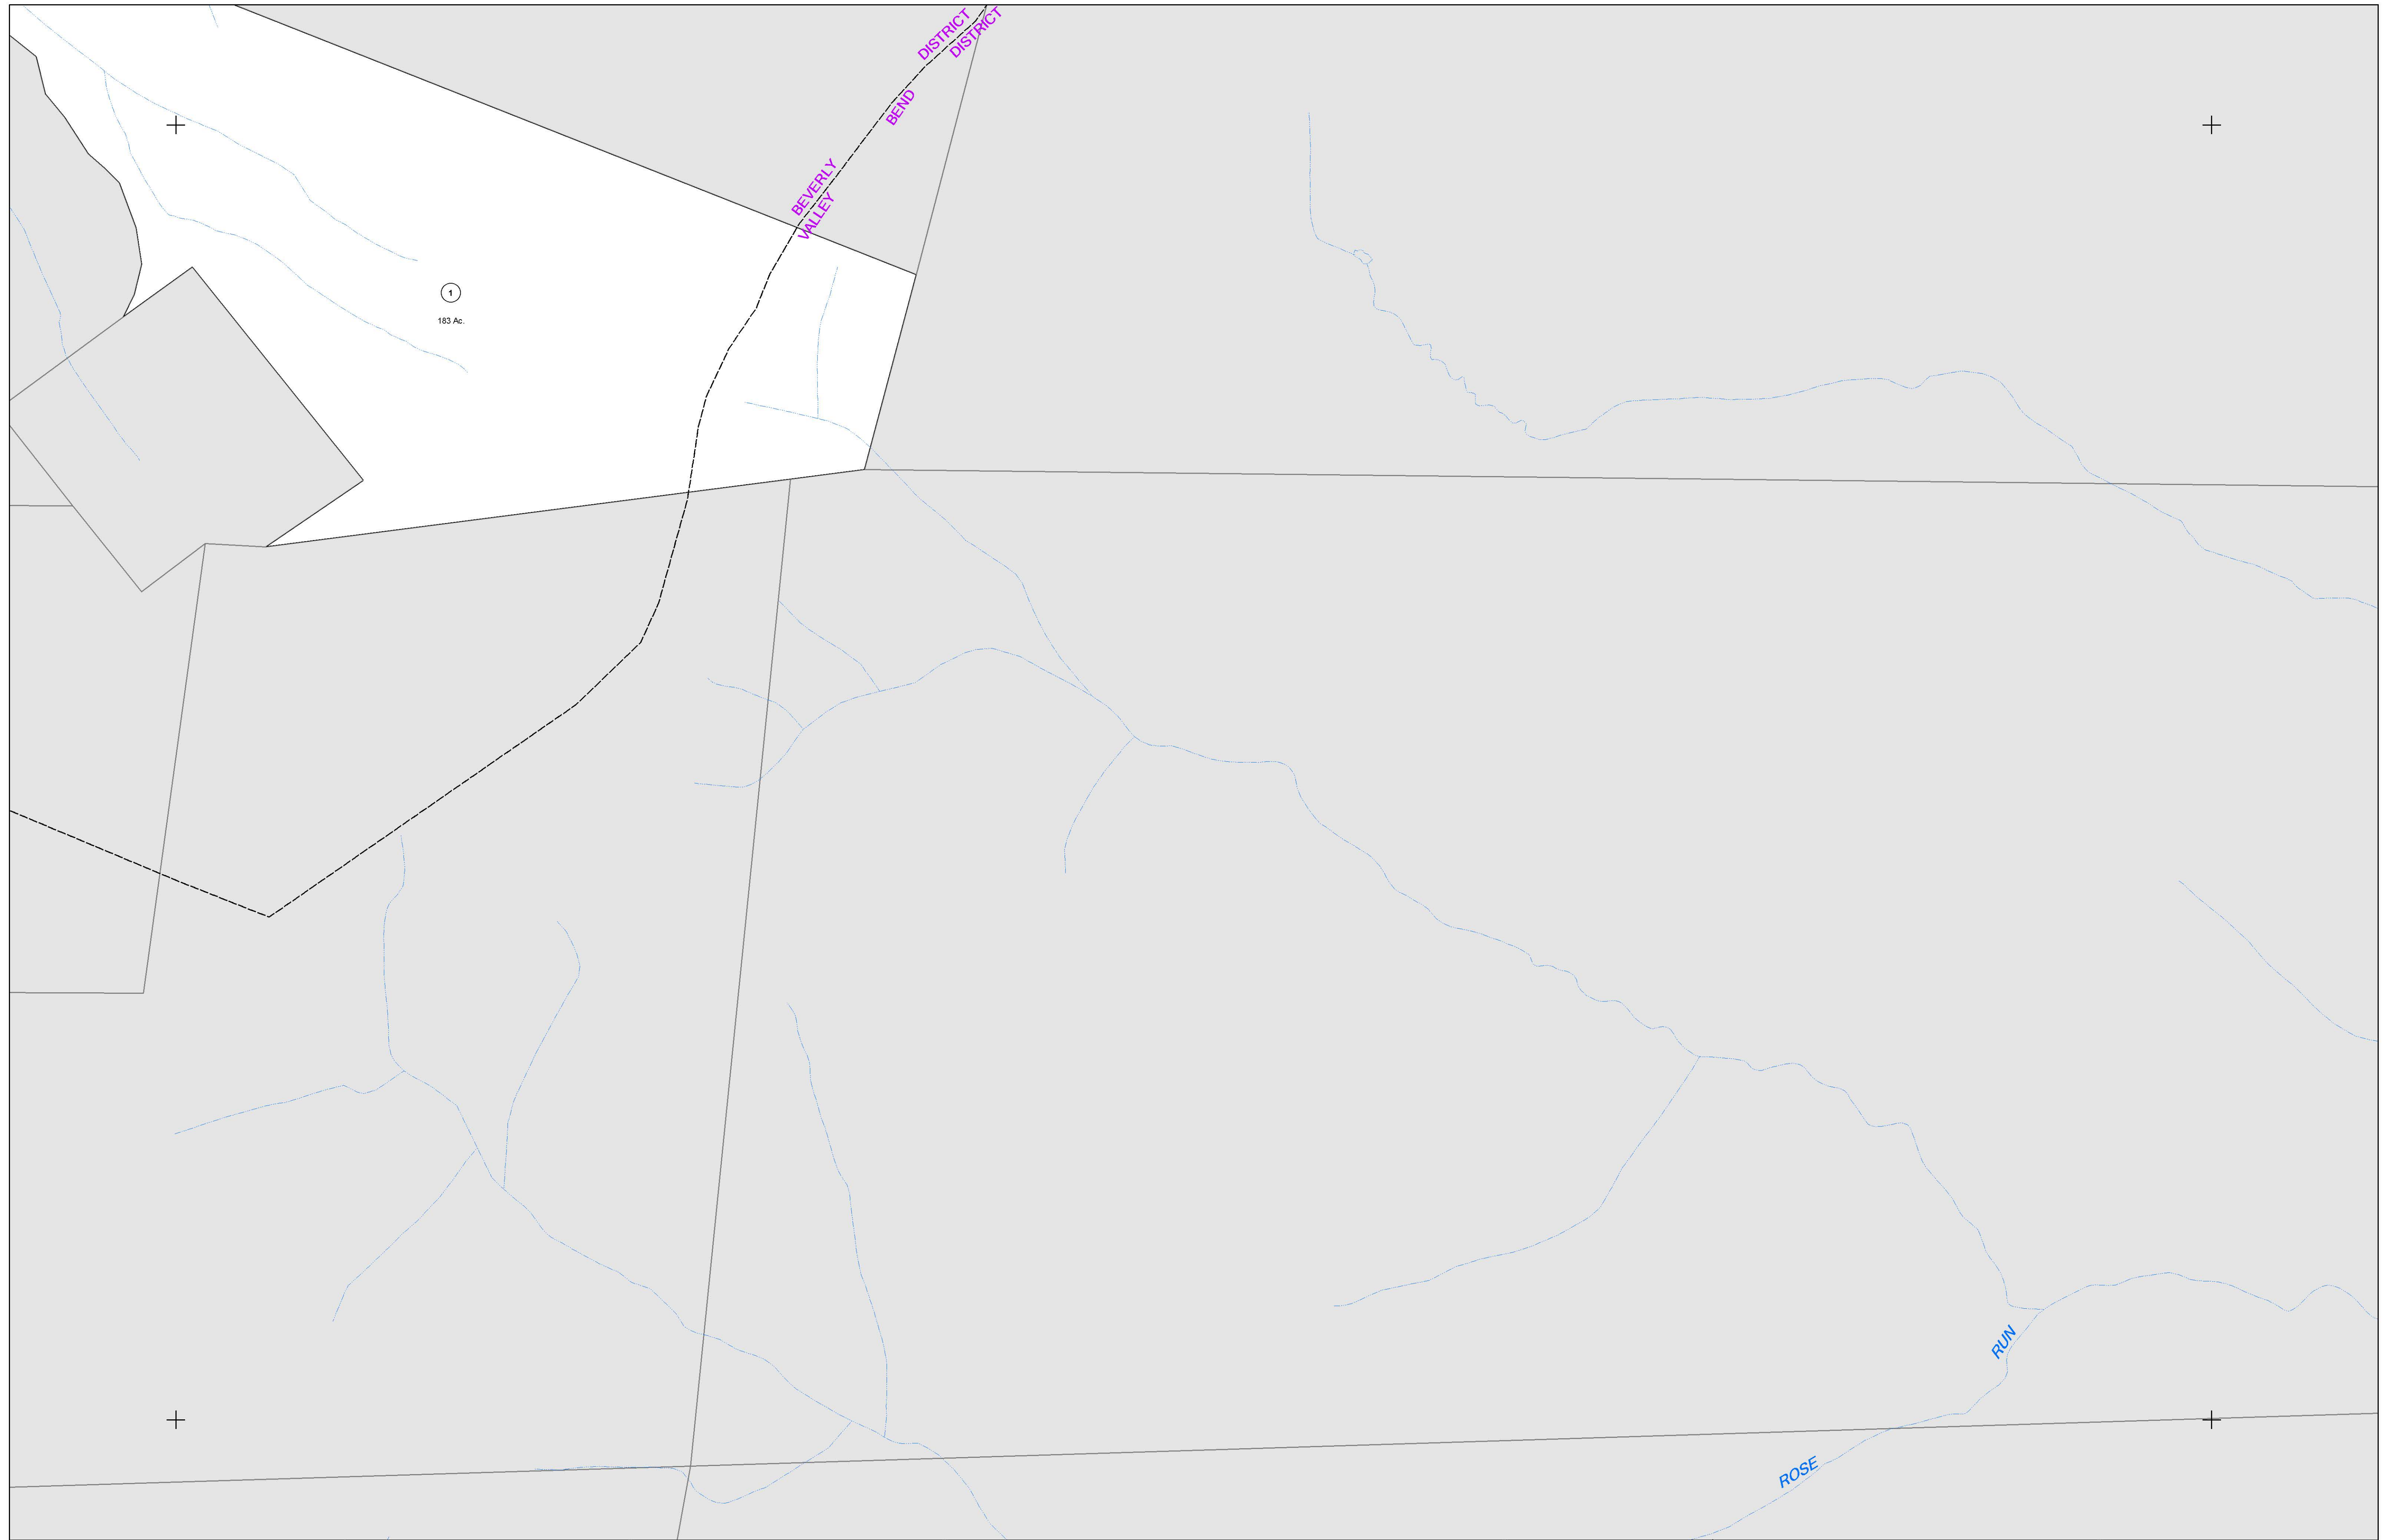 BEVERLY DISTRICT
VALLEY BEND DISTRICT
1
183 Ac.
ROSE RUN